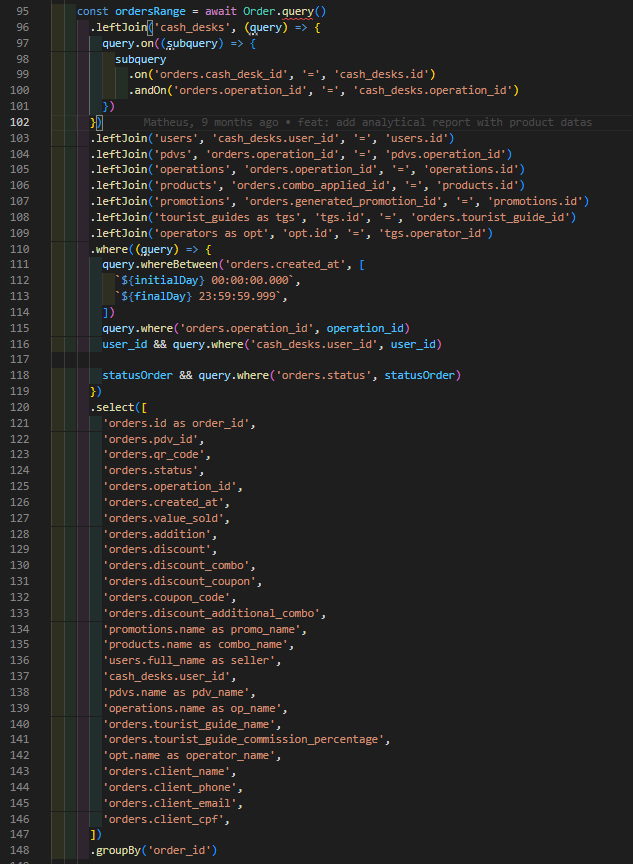 95 const ordersRange = await Order.query()
96 .leftJoin('cash_desks', (query) => {
97 query.on((subquery) => {
98 subquery
99 .on('orders.cash_desk_id', '=', 'cash_desks.id')
100 .andOn('orders.operation_id', '=', 'cash_desks.operation_id')
101 })
102 }) Matheus, 9 months ago • feat: add analytical report with product datas
103 .leftJoin('users', 'cash_desks.user_id', '=', 'users.id')
104 .leftJoin('pdvs', 'orders.operation_id', '=', 'pdvs.operation_id')
105 .leftJoin('operations', 'orders.operation_id', '=', 'operations.id')
106 .leftJoin('products', 'orders.combo_applied_id', '=', 'products.id')
107 .leftJoin('promotions', 'orders.generated_promotion_id', '=', 'promotions.id')
108 .leftJoin('tourist_guides as tgs', 'tgs.id', '=', 'orders.tourist_guide_id')
109 .leftJoin('operators as opt', 'opt.id', '=', 'tgs.operator_id')
110 .where((query) => {
111 query.whereBetween('orders.created_at', [
112 `${initialDay} 00:00:00.000`,
113 `${finalDay} 23:59:59.999`,
114 ])
115 query.where('orders.operation_id', operation_id)
116 user_id && query.where('cash_desks.user_id', user_id)
117
118 statusOrder && query.where('orders.status', statusOrder)
119 })
120 .select([
121 'orders.id as order_id',
122 'orders.pdv_id',
123 'orders.qr_code',
124 'orders.status',
125 'orders.operation_id',
126 'orders.created_at',
127 'orders.value_sold',
128 'orders.addition',
129 'orders.discount',
130 'orders.discount_combo',
131 'orders.discount_coupon',
132 'orders.coupon_code',
133 'orders.discount_additional_combo',
134 'promotions.name as promo_name',
135 'products.name as combo_name',
136 'users.full_name as seller',
137 'cash_desks.user_id',
138 'pdvs.name as pdv_name',
139 'operations.name as op_name',
140 'orders.tourist_guide_name',
141 'orders.tourist_guide_commission_percentage',
142 'opt.name as operator_name',
143 'orders.client_name',
144 'orders.client_phone',
145 'orders.client_email',
146 'orders.client_cpf',
147 ])
148 .groupBy('order_id')